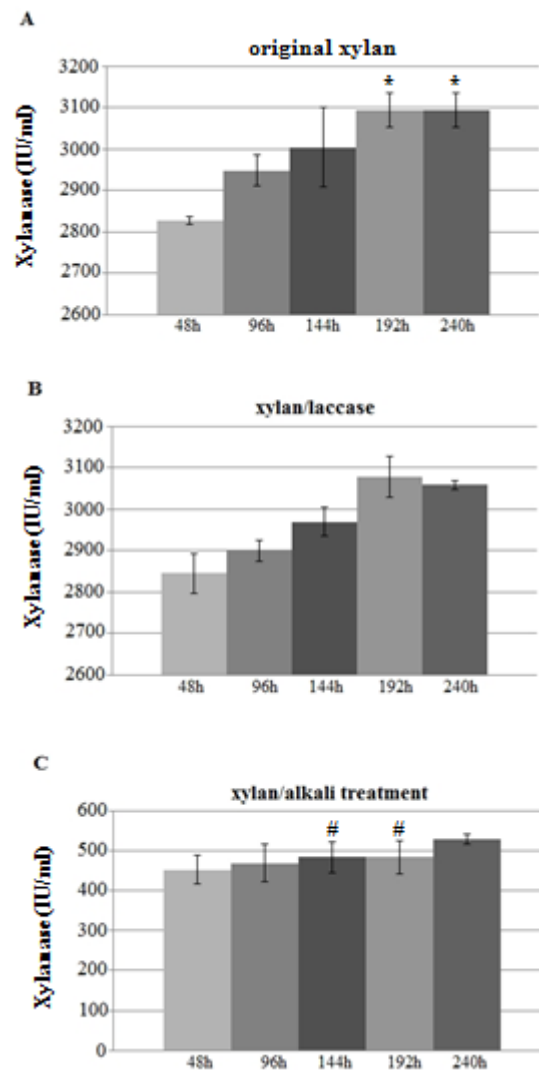 A
original xylan
Xylanase (IU/ml)
3200
3100
3000
2900
2800
2700
2600
* *
48h 96h 144h 192h 240h
B
xylan/laccase
Xylanase (IU/ml)
3200
3100
3000
2900
2800
2700
2600
48h 96h 144h 192h 240h
C
xylan/alkali treatment
Xylanase (IU/ml)
600
500
400
300
200
100
0
# #
48h 96h 144h 192h 240h